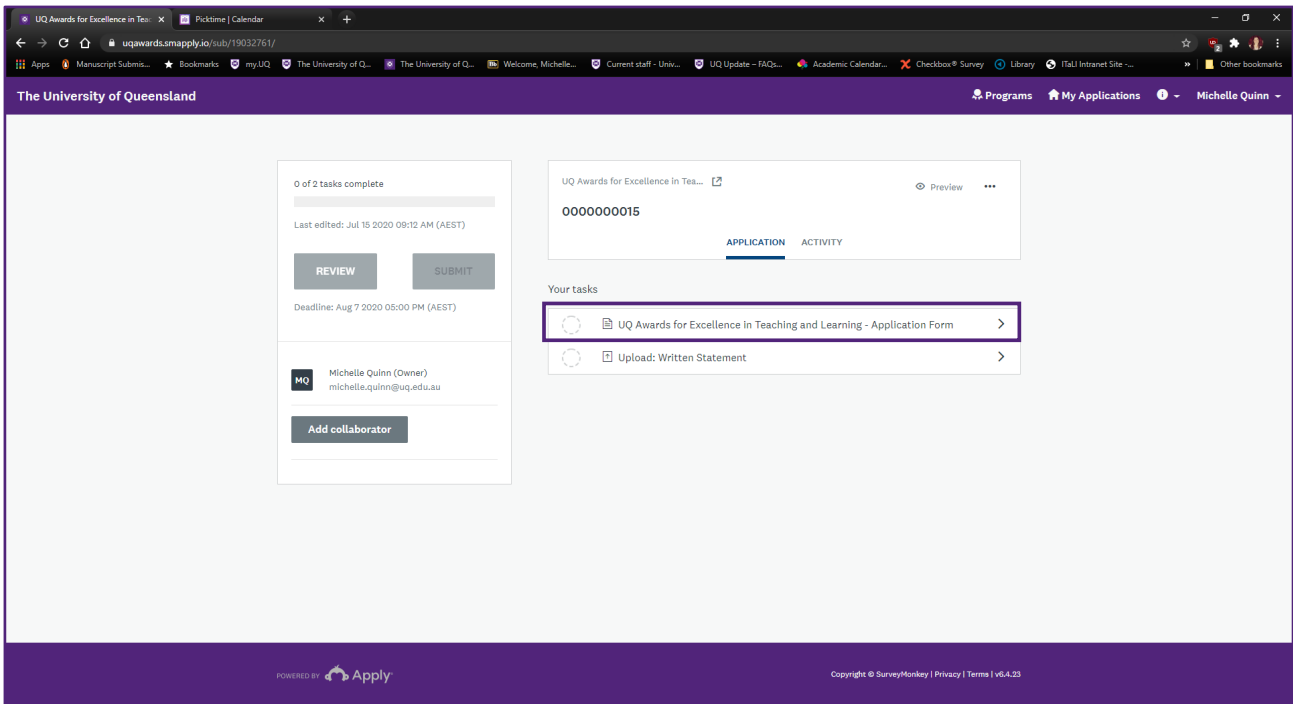 UQ Awards for Excellence in Teac
Picktime | Calendar
uqawards.smapply.io/sub/19032761/
Apps Manuscript Submis... Bookmarks my.UQ The University of Q... The University of Q... Welcome, Michelle... Current staff - Univ... UQ Update – FAQs... Academic Calendar... Checkbox® Survey Library ITaLI Intranet Site -... » Other bookmarks
The University of Queensland
Programs My Applications Michelle Quinn
0 of 2 tasks complete
Last edited: Jul 15 2020 09:12 AM (AEST)
REVIEW SUBMIT
Deadline: Aug 7 2020 05:00 PM (AEST)
MQ
Michelle Quinn (Owner)
michelle.quinn@uq.edu.au
Add collaborator
UQ Awards for Excellence in Tea...
Preview •••
0000000015
APPLICATION ACTIVITY
Your tasks
UQ Awards for Excellence in Teaching and Learning - Application Form
Upload: Written Statement
POWERED BY Apply
Copyright © SurveyMonkey | Privacy | Terms | v6.4.23